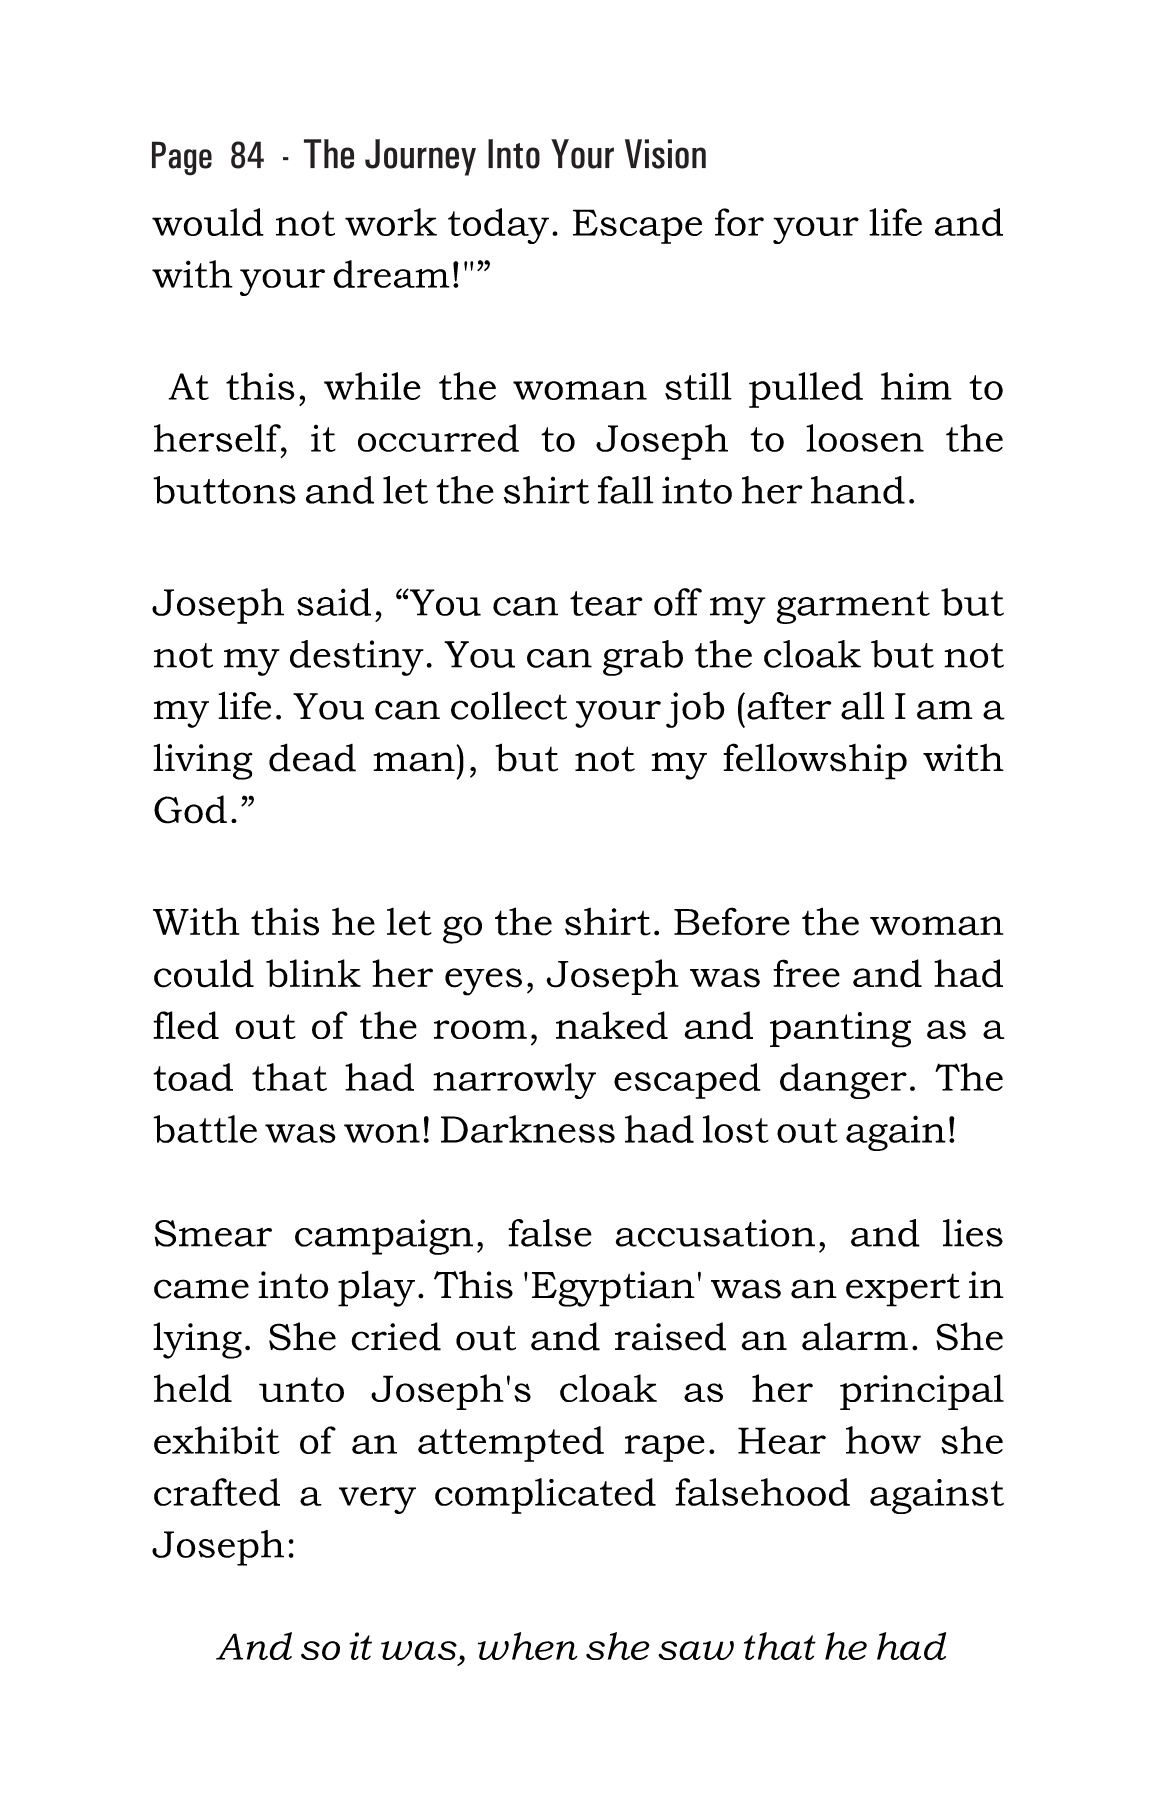 Page 84 - The Journey Into Your Vision
would not work today. Escape for your life and
with your dream!"”
At this, while the woman still pulled him to
herself, it occurred to Joseph to loosen the
buttons and let the shirt fall into her hand.
Joseph said, “You can tear off my garment but
not my destiny. You can grab the cloak but not
my life. You can collect your job (after all I am a
living dead man), but not my fellowship with
God.”
With this he let go the shirt. Before the woman
could blink her eyes, Joseph was free and had
fled out of the room, naked and panting as a
toad that had narrowly escaped danger. The
battle was won! Darkness had lost out again!
Smear campaign, false accusation, and lies
came into play. This 'Egyptian' was an expert in
lying. She cried out and raised an alarm. She
held unto Joseph's cloak as her principal
exhibit of an attempted rape. Hear how she
crafted a very complicated falsehood against
Joseph:
And so it was, when she saw that he had